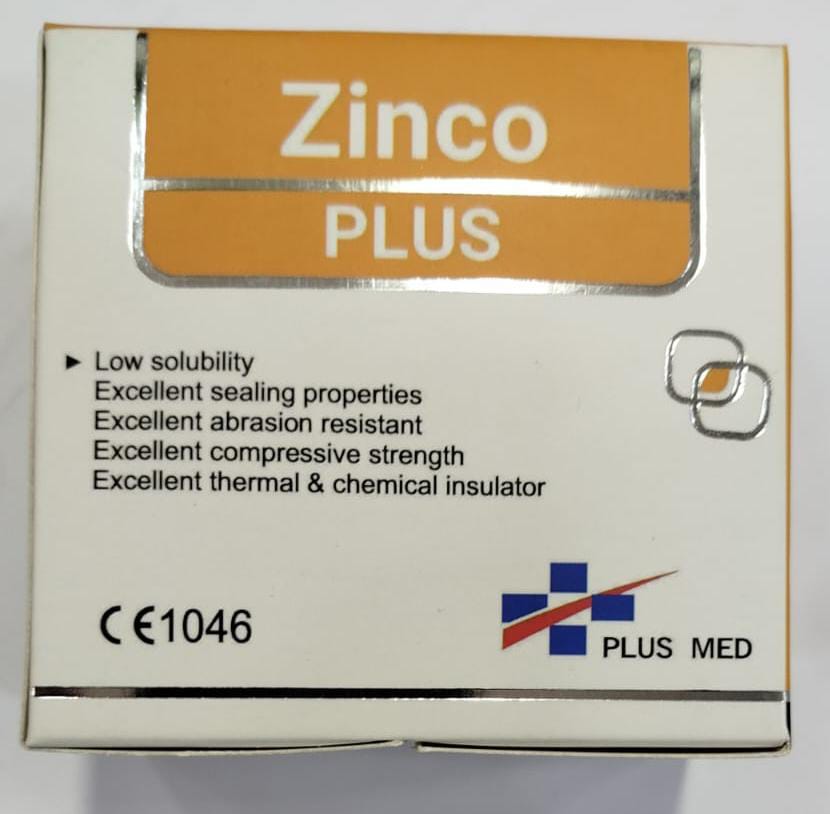 Zinco
PLUS
► Low solubility
Excellent sealing properties
Excellent abrasion resistant
Excellent compressive strength
Excellent thermal & chemical insulator
CE1046
PLUS MED